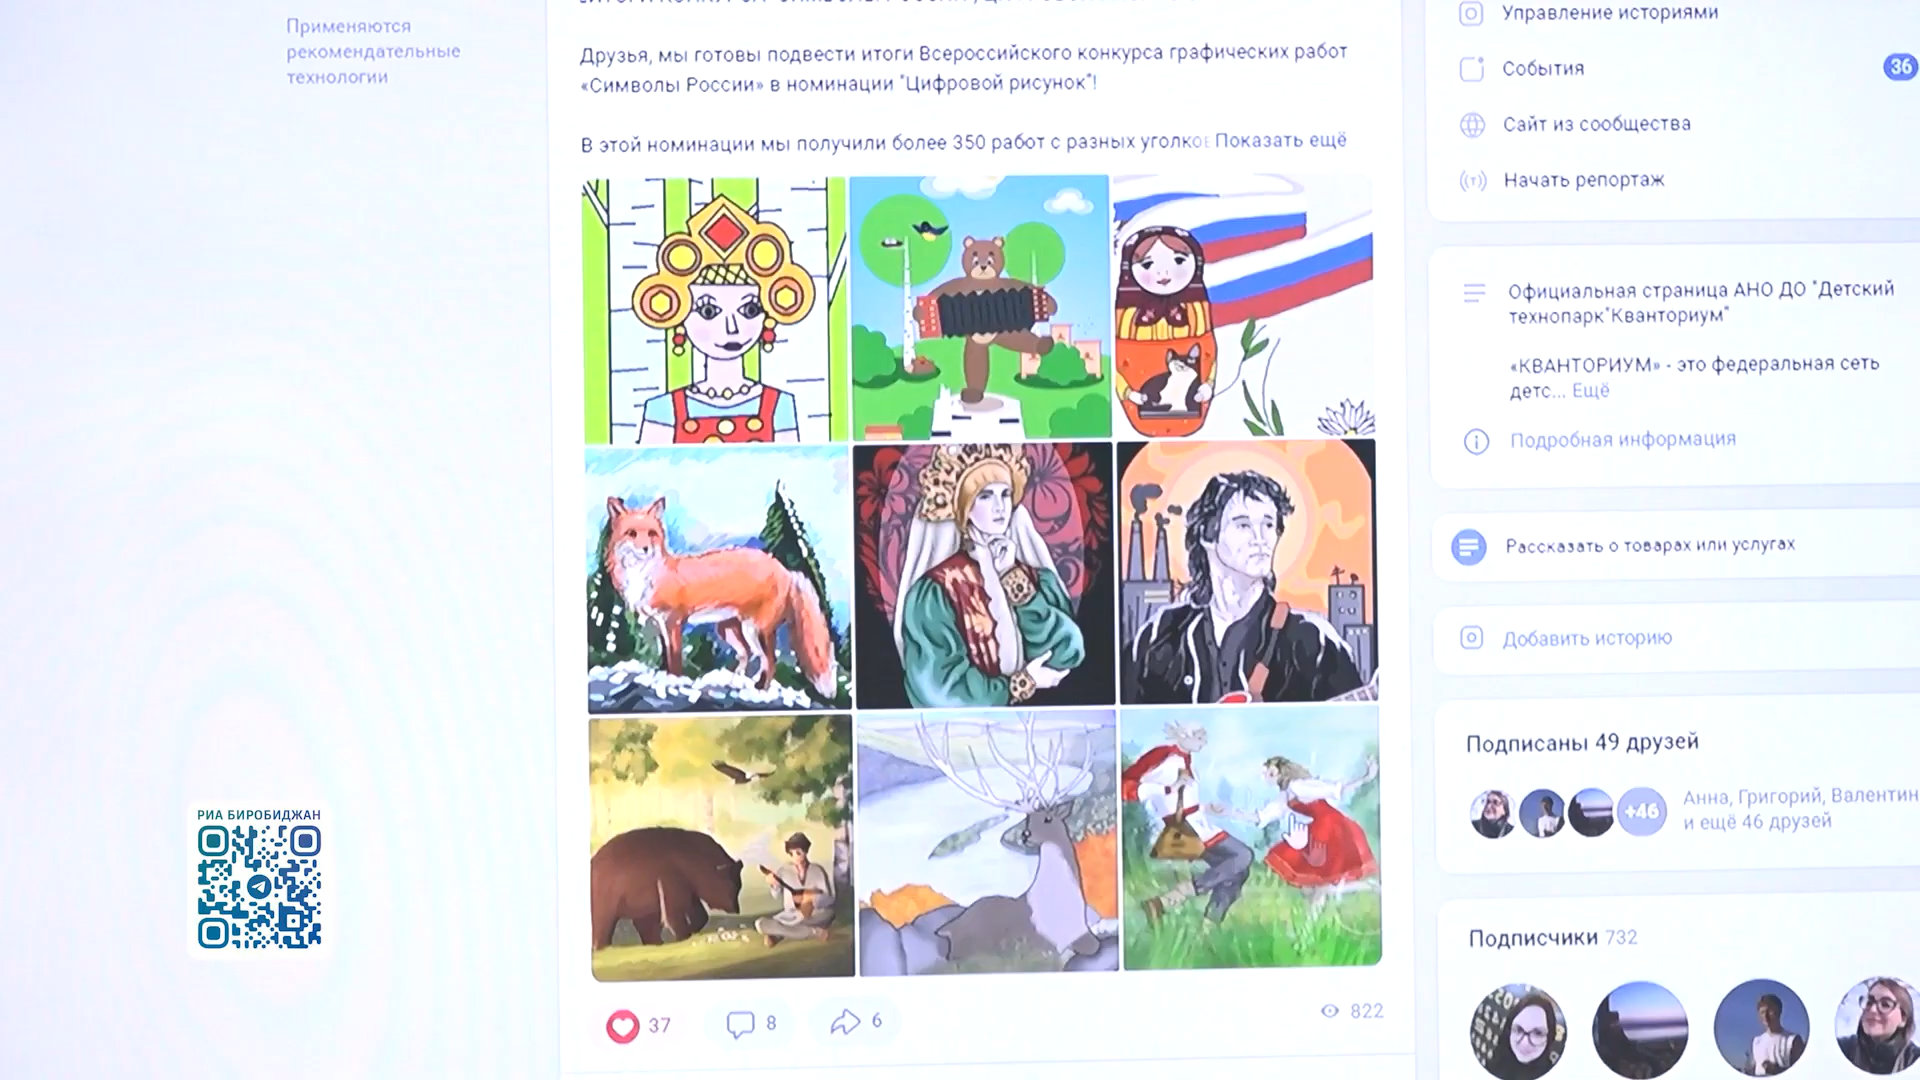 Применяются
рекомендательные
технологии
Друзья, мы готовы подвести итоги Всероссийского конкурса графических работ
«Символы России» в номинации "Цифровой рисунок"!
В этой номинации мы получили более 350 работ с разных уголков Показать ещё
37
8
6
822
Управление историями
События
36
Сайт из сообщества
Начать репортаж
Официальная страница АНО ДО "Детский
технопарк"Кванториум"
«КВАНТОРИУМ» - это федеральная сеть
детс... Ещё
Подробная информация
Рассказать о товарах или услугах
Добавить историю
Подписаны 49 друзей
+46
Анна, Григорий, Валентин
и ещё 46 друзей
Подписчики 732
РИА БИРОБИДЖАН